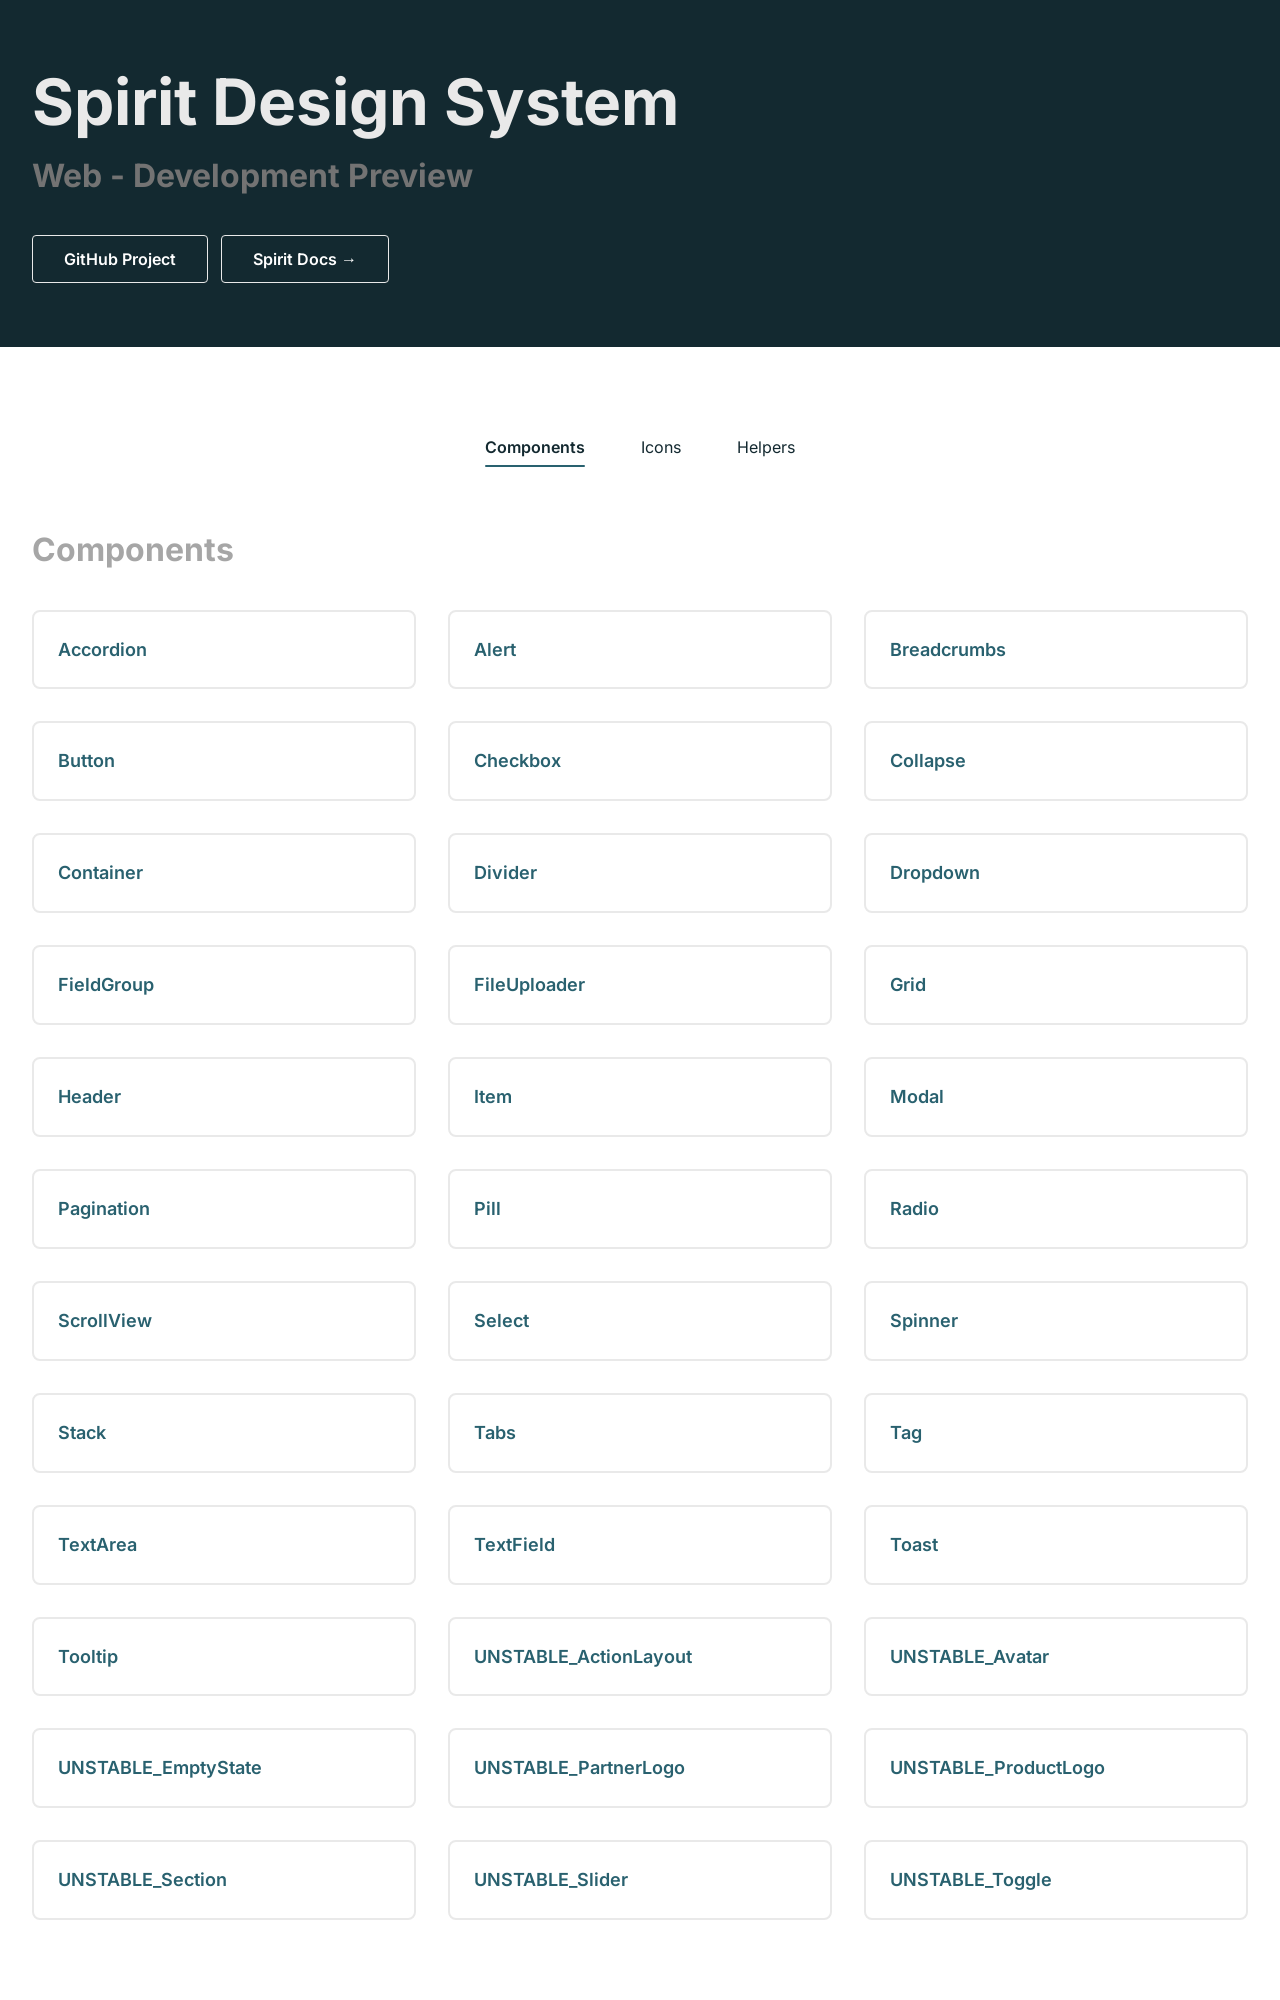 Spirit Design System
Web - Development Preview
GitHub Project
Spirit Docs →
Components
Icons
Helpers
Components
Accordion
Alert
Breadcrumbs
Button
Checkbox
Collapse
Container
Divider
Dropdown
FieldGroup
FileUploader
Grid
Header
Item
Modal
Pagination
Pill
Radio
ScrollView
Select
Spinner
Stack
Tabs
Tag
TextArea
TextField
Toast
Tooltip
UNSTABLE_ActionLayout
UNSTABLE_Avatar
UNSTABLE_EmptyState
UNSTABLE_PartnerLogo
UNSTABLE_ProductLogo
UNSTABLE_Section
UNSTABLE_Slider
UNSTABLE_Toggle